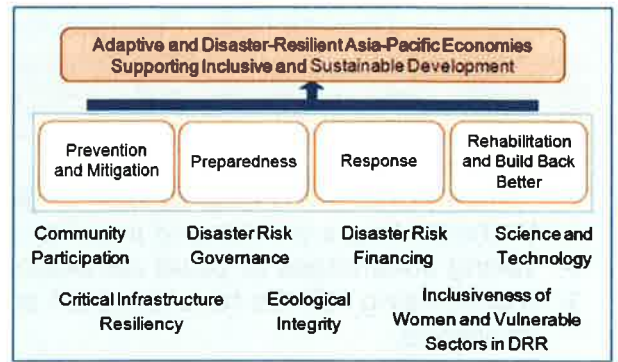 Adaptive and Disaster-Resilient Asia-Pacific Economies
Supporting Inclusive and Sustainable Development
Prevention
and Mitigation
Preparedness
Response
Rehabilitation
and Build Back
Better
Community
Participation
Disaster Risk
Governance
Disaster Risk
Financing
Science and
Technology
Critical Infrastructure
Resiliency
Ecological
Integrity
Inclusiveness of
Women and Vulnerable
Sectors in DRR